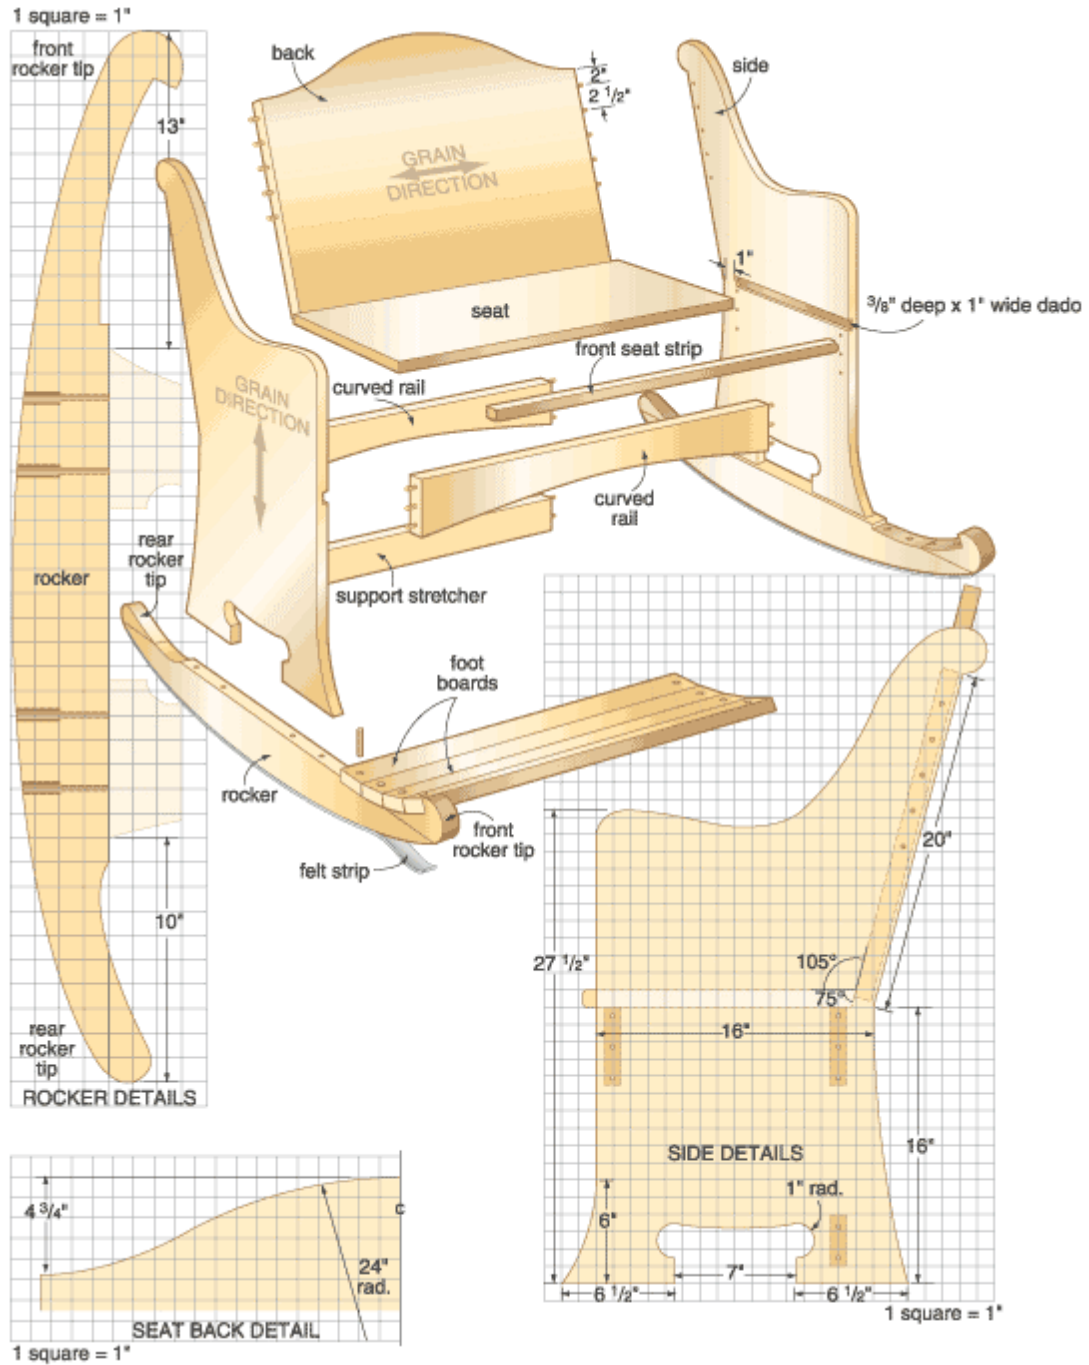 1 square = 1"
front
rocker tip
13"
back
2"
2 1/2"
side
GRAIN
DIRECTION
1"
3/8" deep x 1" wide dado
seat
front seat strip
curved rail
GRAIN
DIRECTION
curved
rail
rear
rocker
tip
rocker
support stretcher
foot
boards
rocker
front
rocker tip
felt strip
10"
rear
rocker
tip
ROCKER DETAILS
20"
27 1/2"
105°
75°
16"
16"
SIDE DETAILS
1" rad.
6"
7"
6 1/2"
6 1/2"
1 square = 1"
4 3/4"
c
24"
rad.
SEAT BACK DETAIL
1 square = 1"